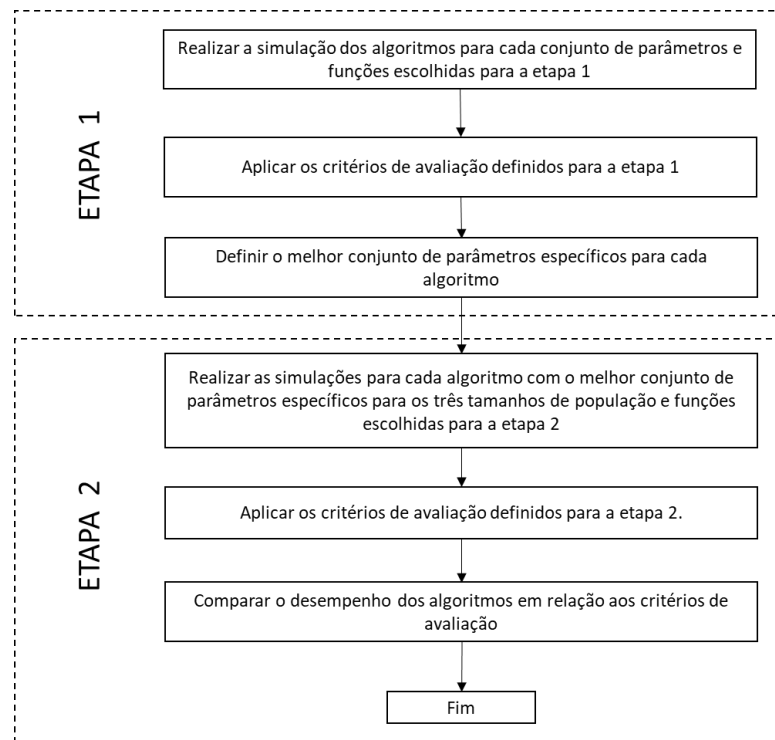 ETAPA 1
Realizar a simulação dos algoritmos para cada conjunto de parâmetros e
funções escolhidas para a etapa 1
Aplicar os critérios de avaliação definidos para a etapa 1
Definir o melhor conjunto de parâmetros específicos para cada
algoritmo
ETAPA 2
Realizar as simulações para cada algoritmo com o melhor conjunto de
parâmetros específicos para os três tamanhos de população e funções
escolhidas para a etapa 2
Aplicar os critérios de avaliação definidos para a etapa 2.
Comparar o desempenho dos algoritmos em relação aos critérios de
avaliação
Fim